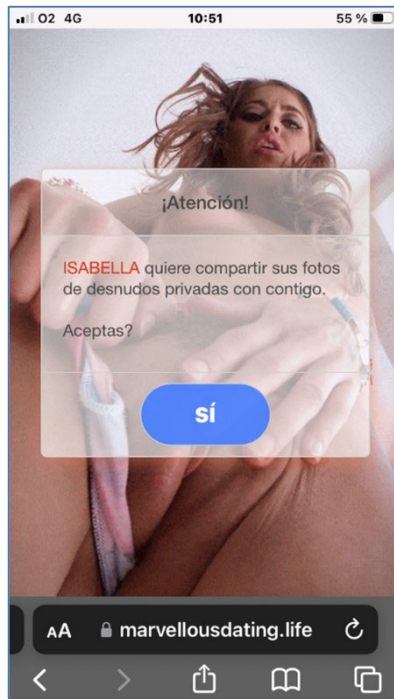 O2 4G 10:51 55 %
¡Atención!
ISABELLA quiere compartir sus fotos
de desnudos privadas con contigo.
Aceptas?
SÍ
AA marvellousdating.life